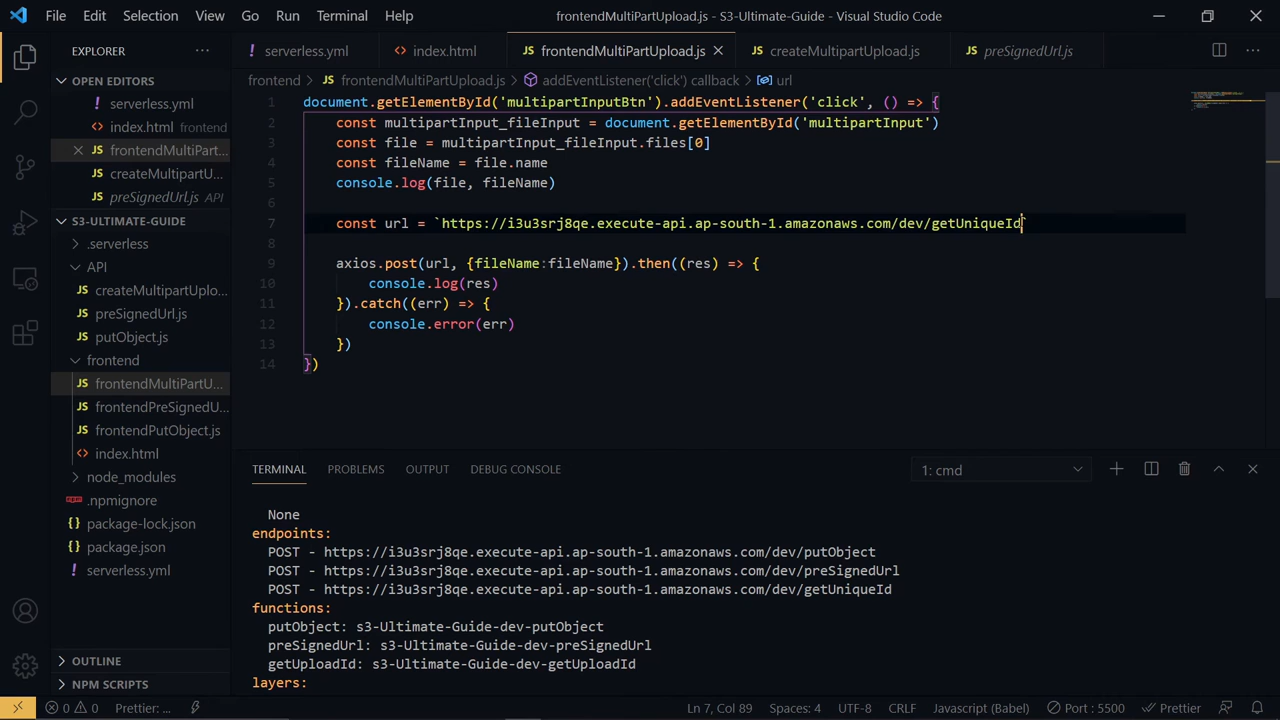 File Edit Selection View Go Run Terminal Help frontendMultiPartUpload.js - S3-Ultimate-Guide - Visual Studio Code
EXPLORER ...
serverless.yml index.html frontendMultiPartUpload.js createMultipartUpload.js preSignedUrl.js
OPEN EDITORS
serverless.yml
index.html frontend
frontendMultiPart...
createMultipartU...
preSignedUrl.js API
S3-ULTIMATE-GUIDE
.serverless
API
createMultipartUplo...
preSignedUrl.js
putObject.js
frontend
frontendMultiPartU...
frontendPreSignedU...
frontendPutObject.js
index.html
node_modules
.npmignore
package-lock.json
package.json
serverless.yml
OUTLINE
NPM SCRIPTS
frontend > frontendMultiPartUpload.js > addEventListener('click') callback > url
1 document.getElementById('multipartInputBtn').addEventListener('click', () => {
2 const multipartInput_fileInput = document.getElementById('multipartInput')
3 const file = multipartInput_fileInput.files[0]
4 const fileName = file.name
5 console.log(file, fileName)
6
7 const url = `https://i3u3srj8qe.execute-api.ap-south-1.amazonaws.com/dev/getUniqueId`
8
9 axios.post(url, {fileName:fileName}).then((res) => {
10 console.log(res)
11 }).catch((err) => {
12 console.error(err)
13 })
14 })
TERMINAL PROBLEMS OUTPUT DEBUG CONSOLE 1: cmd
None
endpoints:
POST - https://i3u3srj8qe.execute-api.ap-south-1.amazonaws.com/dev/putObject
POST - https://i3u3srj8qe.execute-api.ap-south-1.amazonaws.com/dev/preSignedUrl
POST - https://i3u3srj8qe.execute-api.ap-south-1.amazonaws.com/dev/getUniqueId
functions:
putObject: s3-Ultimate-Guide-dev-putObject
preSignedUrl: s3-Ultimate-Guide-dev-preSignedUrl
getUploadId: s3-Ultimate-Guide-dev-getUploadId
layers:
0 0 Prettier: ... Ln 7, Col 89 Spaces: 4 UTF-8 CRLF Javascript (Babel) Port : 5500 Prettier